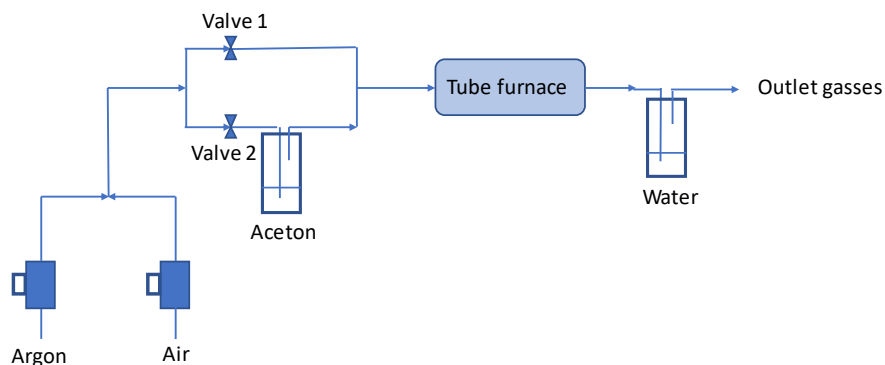 Valve 1
Tube furnace
Outlet gasses
Valve 2
Water
Aceton
Argon
Air